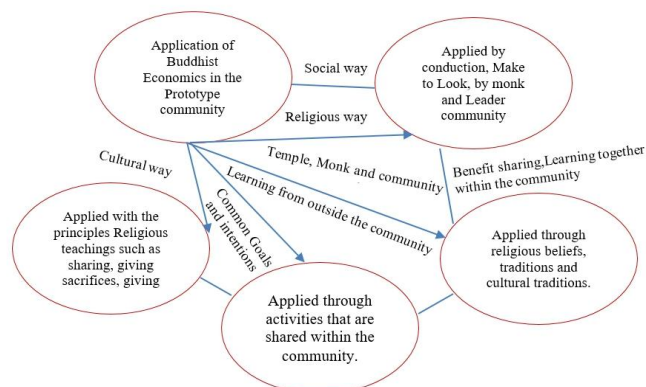 Application of
Buddhist
Economics in the
Prototype
community
Social way
Religious way
Applied by
conduction, Make
to Look, by monk
and Leader
community
Cultural way
Temple, Monk and community
Learning from outside the community
Common Goals
and intentions
Benefit sharing,Learning together
within the community
Applied with the
principles Religious
teachings such as
sharing, giving
sacrifices, giving
Applied through
activities that are
shared within the
community.
Applied through
religious beliefs,
traditions and
cultural traditions.